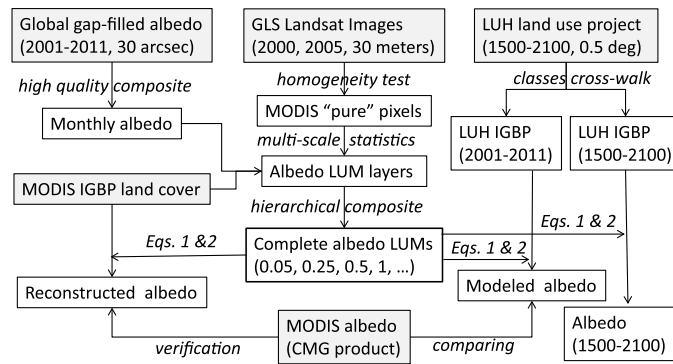 Global gap-filled albedo
(2001-2011, 30 arcsec)
GLS Landsat Images
(2000, 2005, 30 meters)
LUH land use project
(1500-2100, 0.5 deg)
high quality composite
homogeneity test
classes cross-walk
Monthly albedo
MODIS “pure” pixels
LUH IGBP
(2001-2011)
LUH IGBP
(1500-2100)
multi-scale statistics
Albedo LUM layers
MODIS IGBP land cover
hierarchical composite
Eqs. 1 & 2
Eqs. 1 &2
Complete albedo LUMs
(0.05, 0.25, 0.5, 1, ...)
Eqs. 1 & 2
Reconstructed albedo
Modeled albedo
MODIS albedo
(CMG product)
verification
comparing
Albedo
(1500-2100)